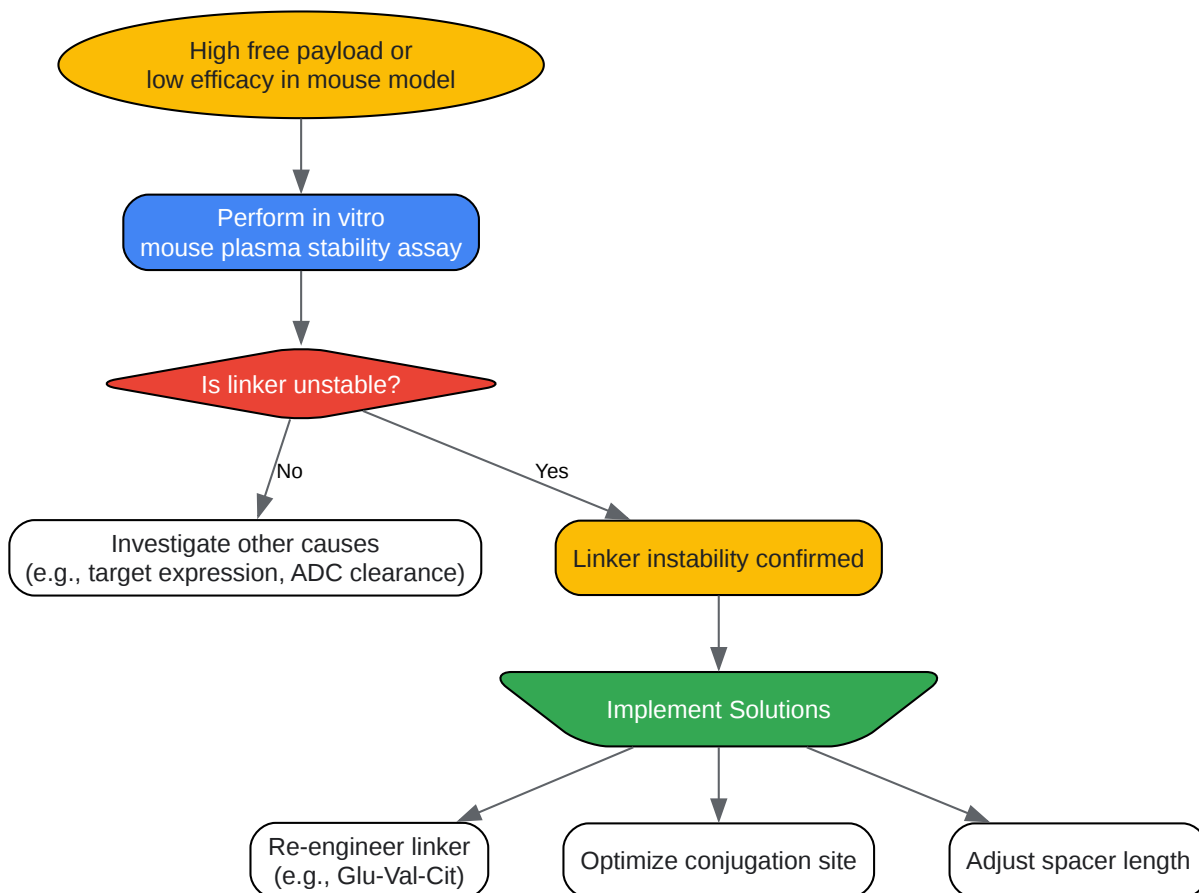 High free payload or
low efficacy in mouse model
Perform in vitro
mouse plasma stability assay
Is linker unstable?
No
Yes
Investigate other causes
(e.g., target expression, ADC clearance)
Linker instability confirmed
Implement Solutions
Re-engineer linker
(e.g., Glu-Val-Cit)
Optimize conjugation site
Adjust spacer length